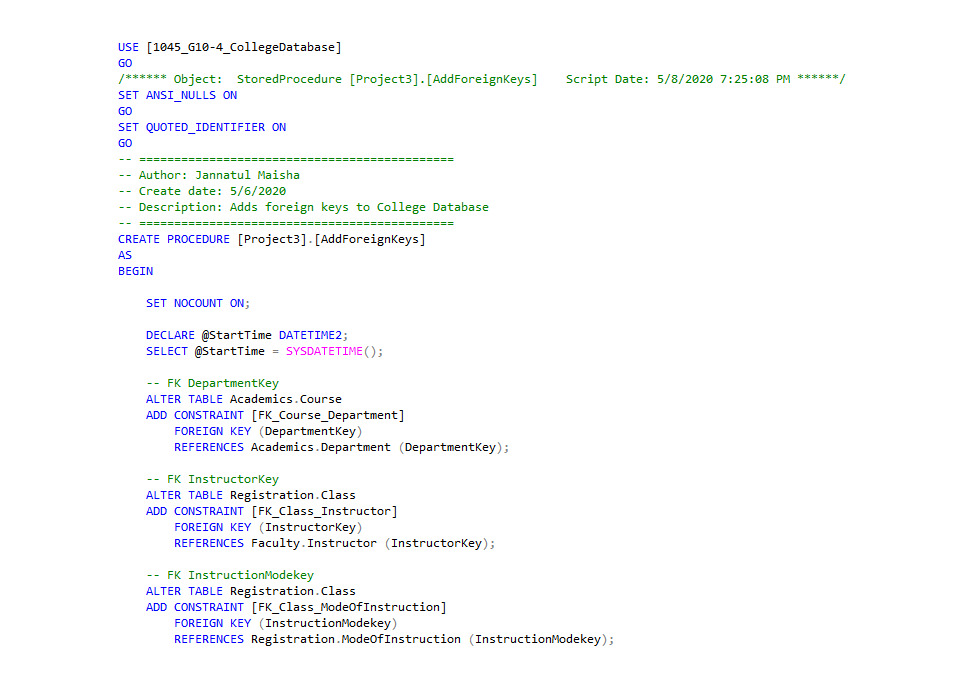 USE [1045_G10-4_CollegeDatabase]
GO
/****** Object:  StoredProcedure [Project3].[AddForeignKeys]    Script Date: 5/8/2020 7:25:08 PM ******/
SET ANSI_NULLS ON
GO
SET QUOTED_IDENTIFIER ON
GO
-- =============================================
-- Author: Jannatul Maisha
-- Create date: 5/6/2020
-- Description: Adds foreign keys to College Database
-- =============================================
CREATE PROCEDURE [Project3].[AddForeignKeys]
AS
BEGIN
    SET NOCOUNT ON;
    DECLARE @StartTime DATETIME2;
    SELECT @StartTime = SYSDATETIME();
    -- FK DepartmentKey
    ALTER TABLE Academics.Course
    ADD CONSTRAINT [FK_Course_Department]
        FOREIGN KEY (DepartmentKey)
        REFERENCES Academics.Department (DepartmentKey);
    -- FK InstructorKey
    ALTER TABLE Registration.Class
    ADD CONSTRAINT [FK_Class_Instructor]
        FOREIGN KEY (InstructorKey)
        REFERENCES Faculty.Instructor (InstructorKey);
    -- FK InstructionModekey
    ALTER TABLE Registration.Class
    ADD CONSTRAINT [FK_Class_ModeOfInstruction]
        FOREIGN KEY (InstructionModekey)
        REFERENCES Registration.ModeOfInstruction (InstructionModekey);